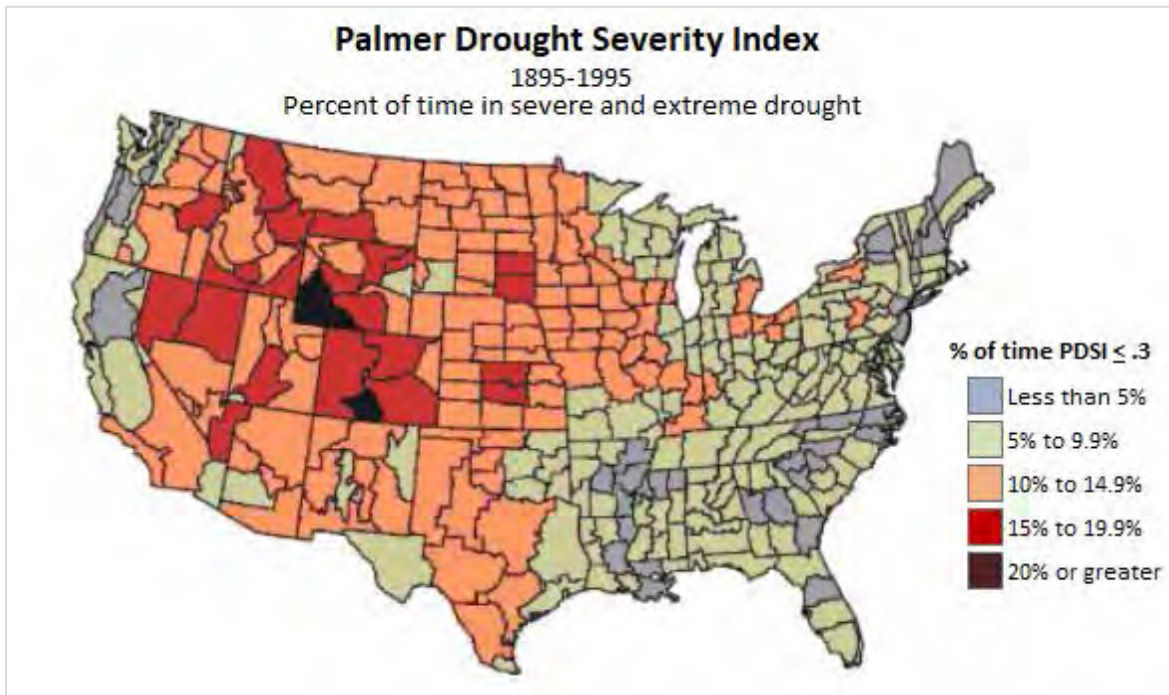 Palmer Drought Severity Index
1895-1995
Percent of time in severe and extreme drought
% of time PDSI ≤ .3
Less than 5%
5% to 9.9%
10% to 14.9%
15% to 19.9%
20% or greater